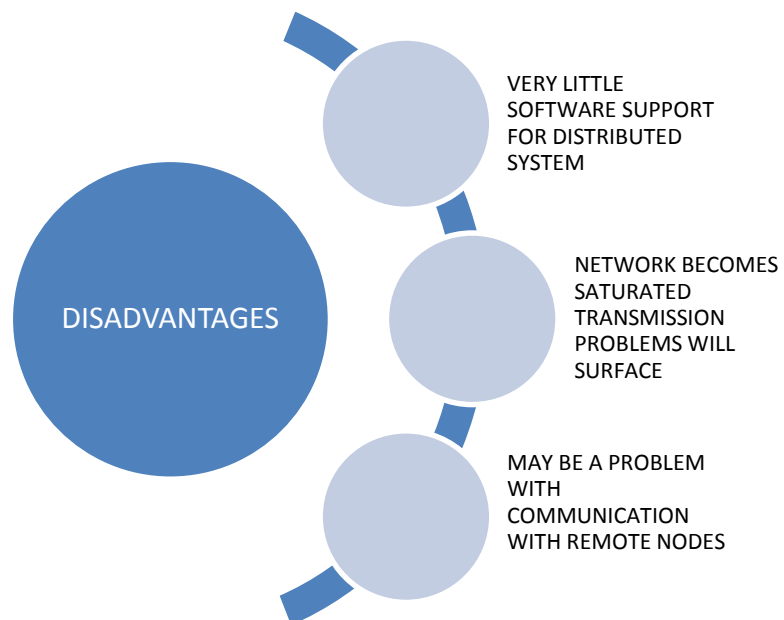 DISADVANTAGES
VERY LITTLE
SOFTWARE SUPPORT
FOR DISTRIBUTED
SYSTEM
NETWORK BECOMES
SATURATED
TRANSMISSION
PROBLEMS WILL
SURFACE
MAY BE A PROBLEM
WITH
COMMUNICATION
WITH REMOTE NODES